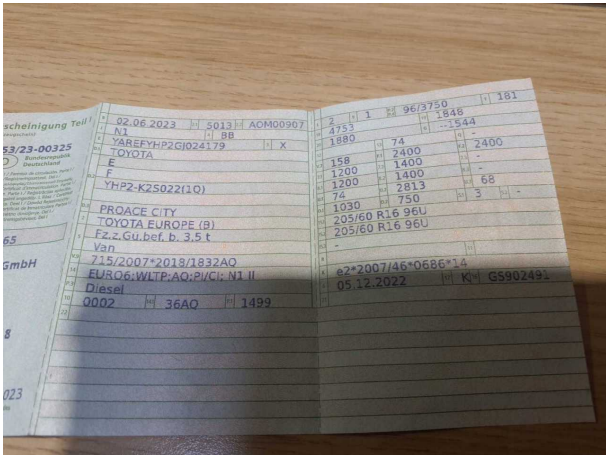 scheinigung Teil I
53/23-00325
Bundesrepublik
Deutschland
65
GmbH
8
023
02.06.2023 5013 AOM00907
N1 BB
YAREFYHP2GJ024179 X
TOYOTA
E
F
YHP2-K2S022(1O)
PROACE CITY
TOYOTA EUROPE (B)
Fz.z.Gü.bef. b. 3.5 t
Van
715/2007*2018/1832AQ
EURO6;WLTP;AQ;PI/CI; N1 II
Diesel
0002 36AQ 1499
2 1 96/3750 181
4753 1848
1880 --1544
74 -
158 2400 2400
1200 1400 -
1200 1400 -
74 2813 68
1030 750 3 -
205/60 R16 96U
205/60 R16 96U
-
e2*2007/46*0686*14
05.12.2022 K GS902491